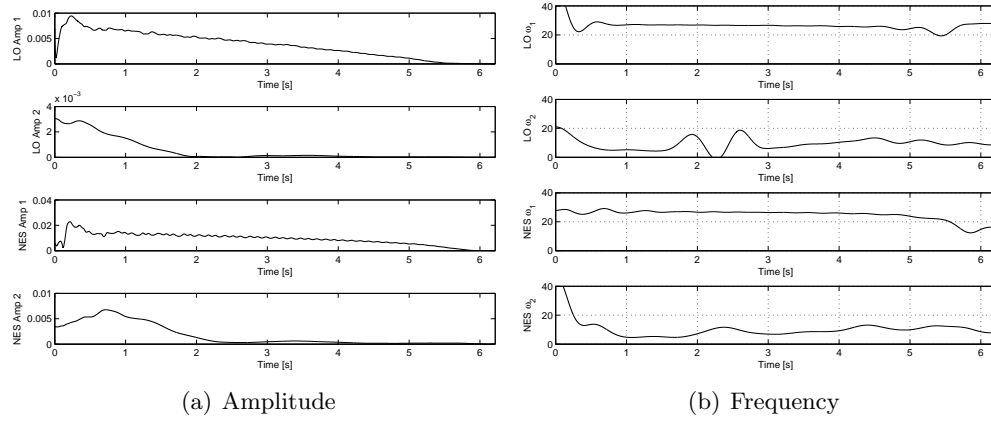 0.01
0.005
0
LO Amp 1
0 1 2 3 4 5 6
Time [s]
x 10⁻³
4
2
0
LO Amp 2
0 1 2 3 4 5 6
Time [s]
0.04
0.02
0
NES Amp 1
0 1 2 3 4 5 6
Time [s]
0.01
0.005
0
NES Amp 2
0 1 2 3 4 5 6
Time [s]
(a) Amplitude
40
20
0
LO ω₁
0 1 2 3 4 5 6
Time [s]
40
20
0
LO ω₂
0 1 2 3 4 5 6
Time [s]
40
20
0
NES ω₁
0 1 2 3 4 5 6
Time [s]
40
20
0
NES ω₂
0 1 2 3 4 5 6
Time [s]
(b) Frequency